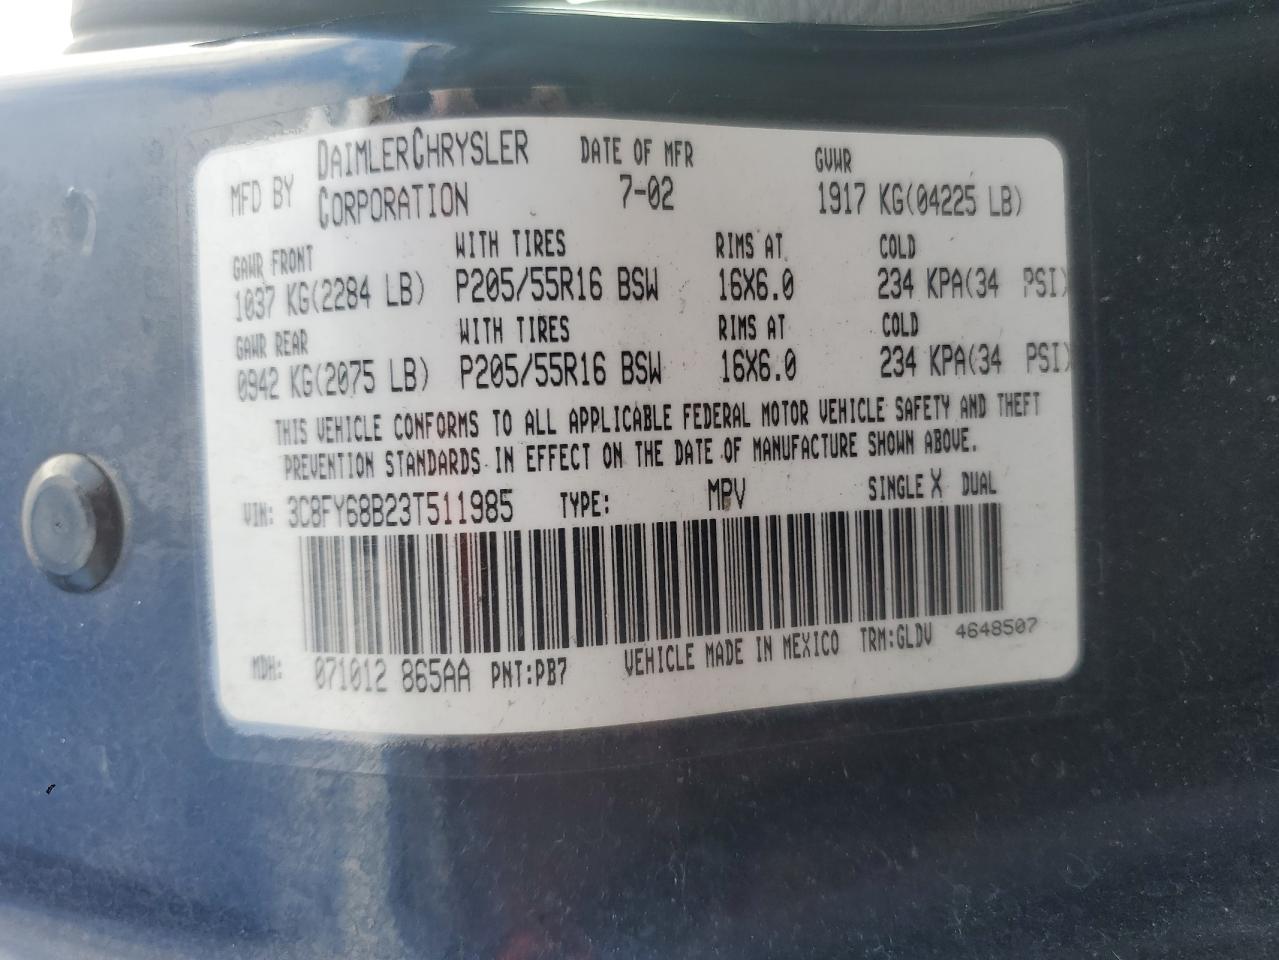 MFD BY DAIMLERCHRYSLER CORPORATION DATE OF MFR 7-02 GVWR 1917 KG(04225 LB)
GAWR FRONT WITH TIRES RIMS AT COLD
1037 KG(2284 LB) P205/55R16 BSW 16X6.0 234 KPA(34 PSI)
GAWR REAR WITH TIRES RIMS AT COLD
0942 KG(2075 LB) P205/55R16 BSW 16X6.0 234 KPA(34 PSI)
THIS VEHICLE CONFORMS TO ALL APPLICABLE FEDERAL MOTOR VEHICLE SAFETY AND THEFT
PREVENTION STANDARDS IN EFFECT ON THE DATE OF MANUFACTURE SHOWN ABOVE.
VIN: 3C8FY68B23T511985 TYPE: MPV SINGLE X DUAL
MDH: 071012 865AA PNT:PB7 VEHICLE MADE IN MEXICO TRM:GLDV 4648507